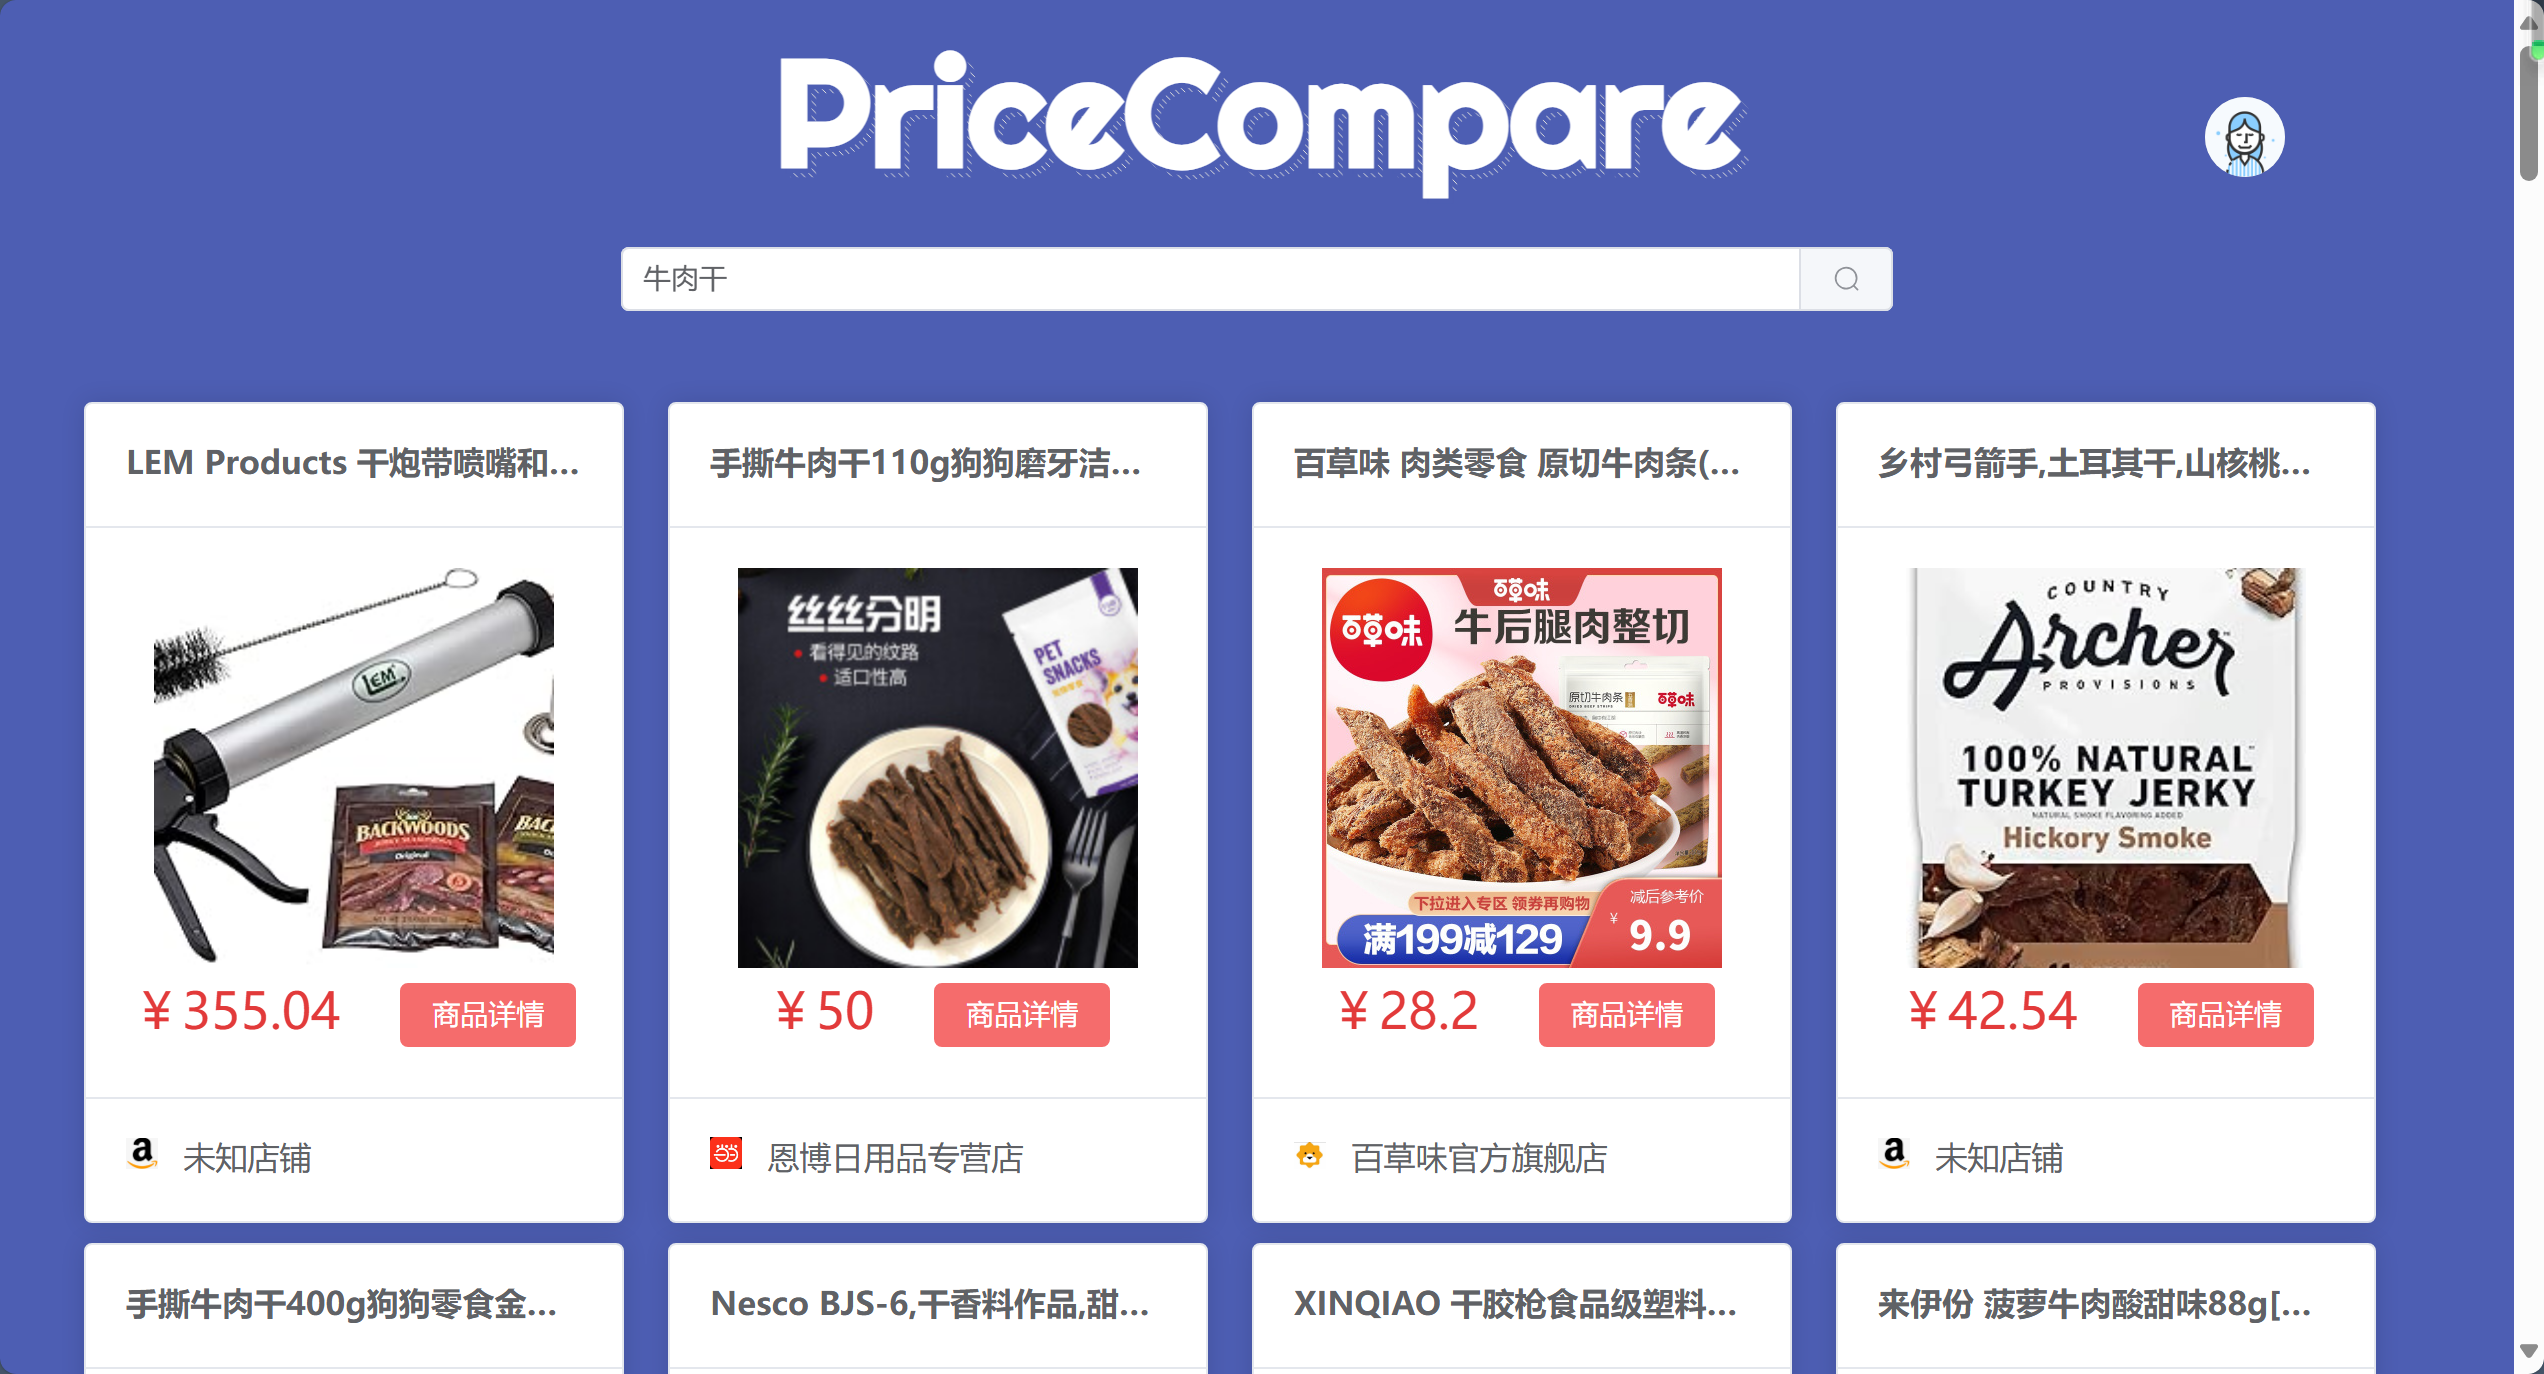 PriceCompare
牛肉干
LEM Products 干炮带喷嘴和...
手撕牛肉干110g狗狗磨牙洁...
百草味 肉类零食 原切牛肉条(...
乡村弓箭手,土耳其干,山核桃...
LEM
BACKWOODS
JERKY SEASONINGS
Original
BAC
丝丝分明
看得见的纹路
适口性高
PET
SNACKS
百草味
百草味
牛后腿肉整切
原切牛肉条
百草味
下拉进入专区 领券再购物
满199减129
减后参考价
¥ 9.9
COUNTRY
Archer
PROVISIONS
100% NATURAL
TURKEY JERKY
NATURAL SMOKE FLAVORING ADDED
Hickory Smoke
¥ 355.04
商品详情
¥ 50
商品详情
¥ 28.2
商品详情
¥ 42.54
商品详情
a 未知店铺
当当 恩博日用品专营店
百草味官方旗舰店
a 未知店铺
手撕牛肉干400g狗狗零食金...
Nesco BJS-6,干香料作品,甜...
XINQIAO 干胶枪食品级塑料...
来伊份 菠萝牛肉酸甜味88g[...